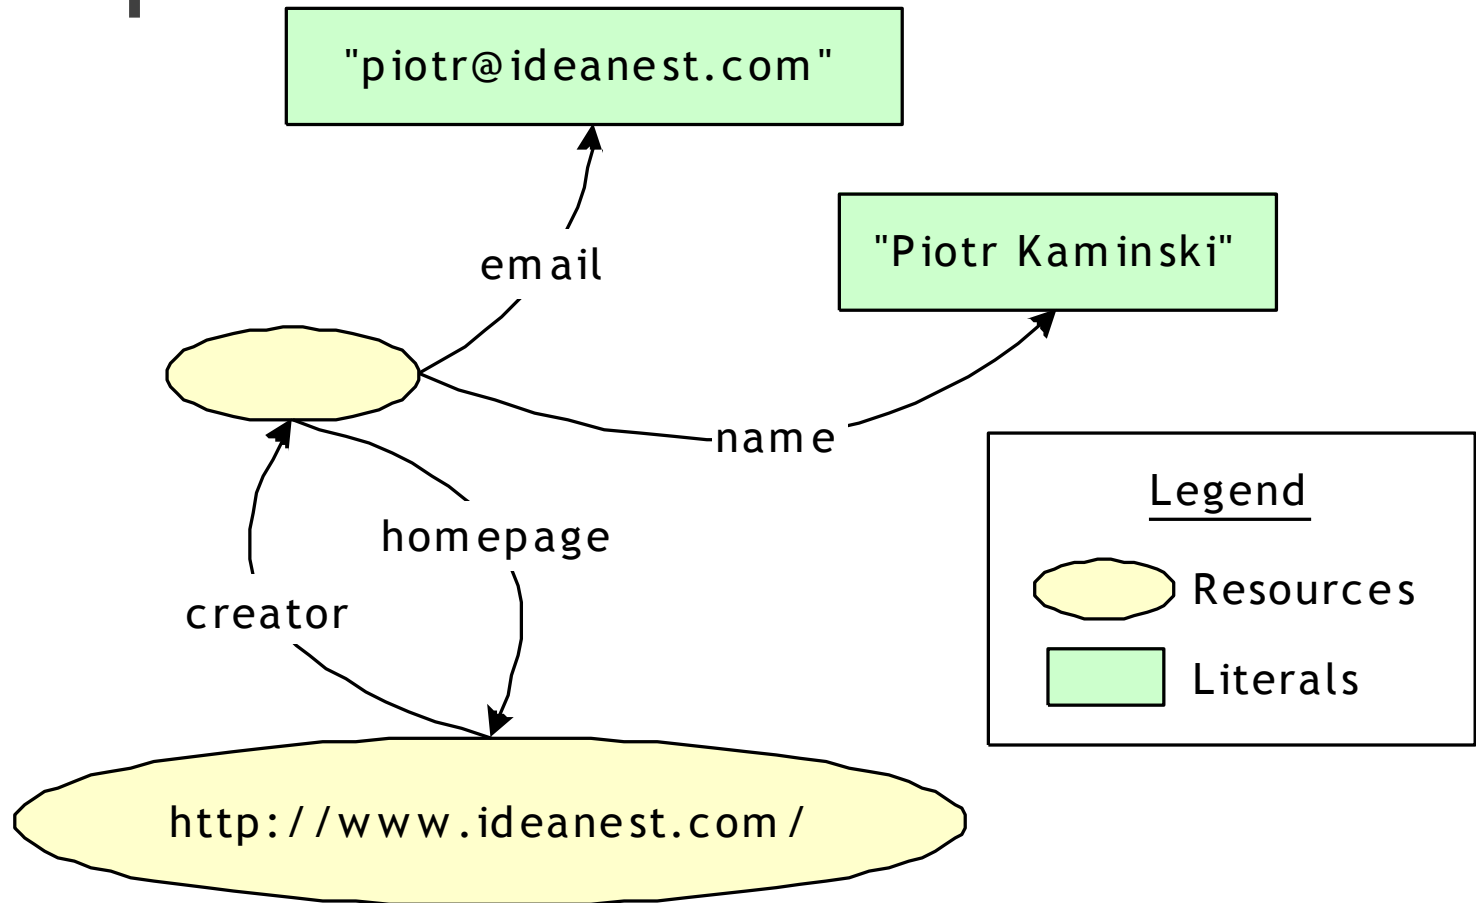 "piotr@ideanest.com"
"Piotr Kaminski"
email
name
homepage
creator
http://www.ideanest.com/
Legend
Resources
Literals